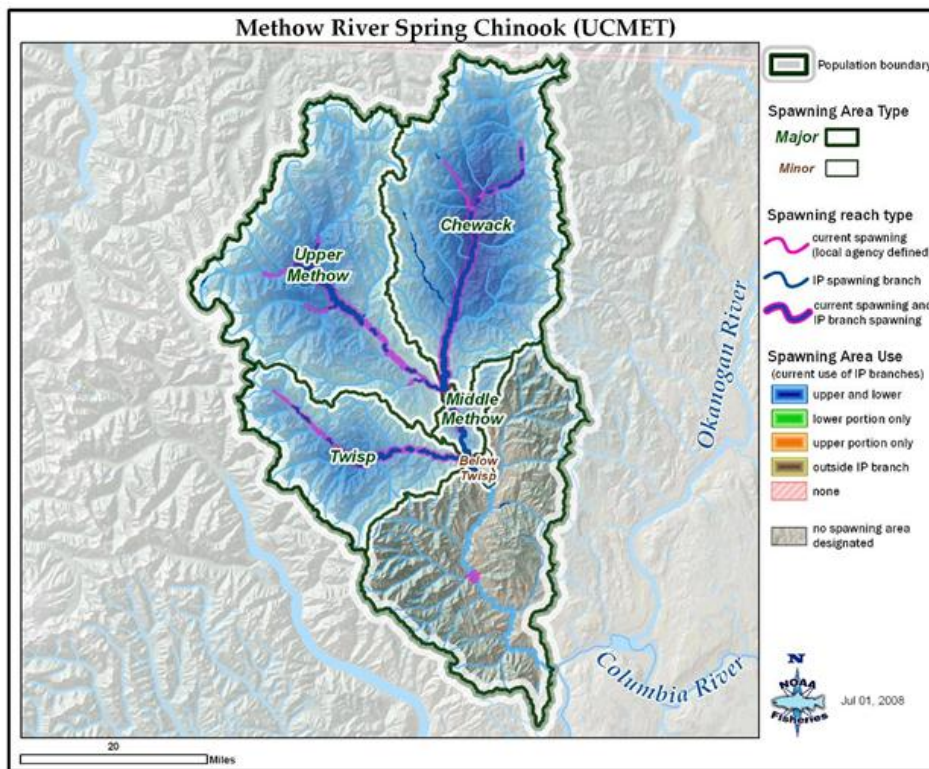 Methow River Spring Chinook (UCMET)
Population boundary
Spawning Area Type
Major
Minor
Spawning reach type
current spawning
(local agency defined)
IP spawning branch
current spawning and
IP branch spawning
Spawning Area Use
(current use of IP branches)
upper and lower
lower portion only
upper portion only
outside IP branch
none
no spawning area
designated
Chewack
Upper
Methow
Middle
Methow
Twisp
Below
Twisp
Okanogan River
Columbia River
N
NOAA
Fisheries
Jul 01, 2008
20
Miles